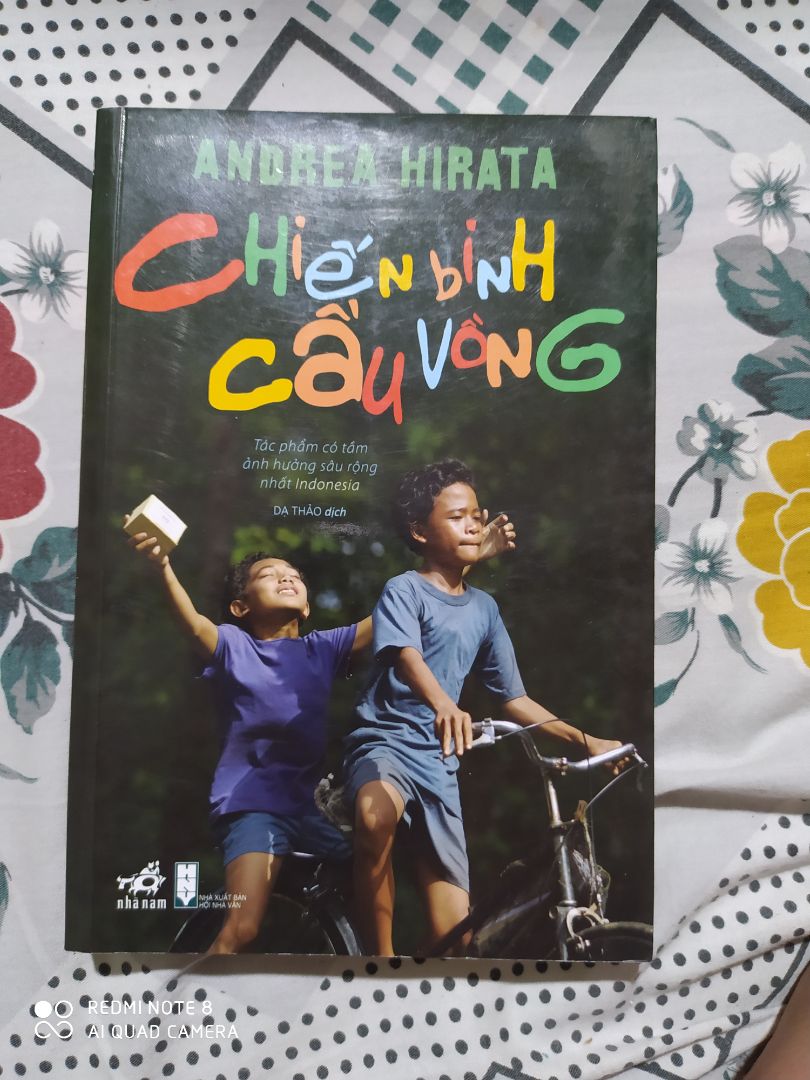 ANDREA HIRATA
CHiẾN biNH
CẦU VỒNG
Tác phẩm có tầm
ảnh hưởng sâu rộng
nhất Indonesia
DẠ THẢO dịch
nhã nam
HNV
NHÀ XUẤT BẢN
HỘI NHÀ VĂN
REDMI NOTE 8
AI QUAD CAMERA